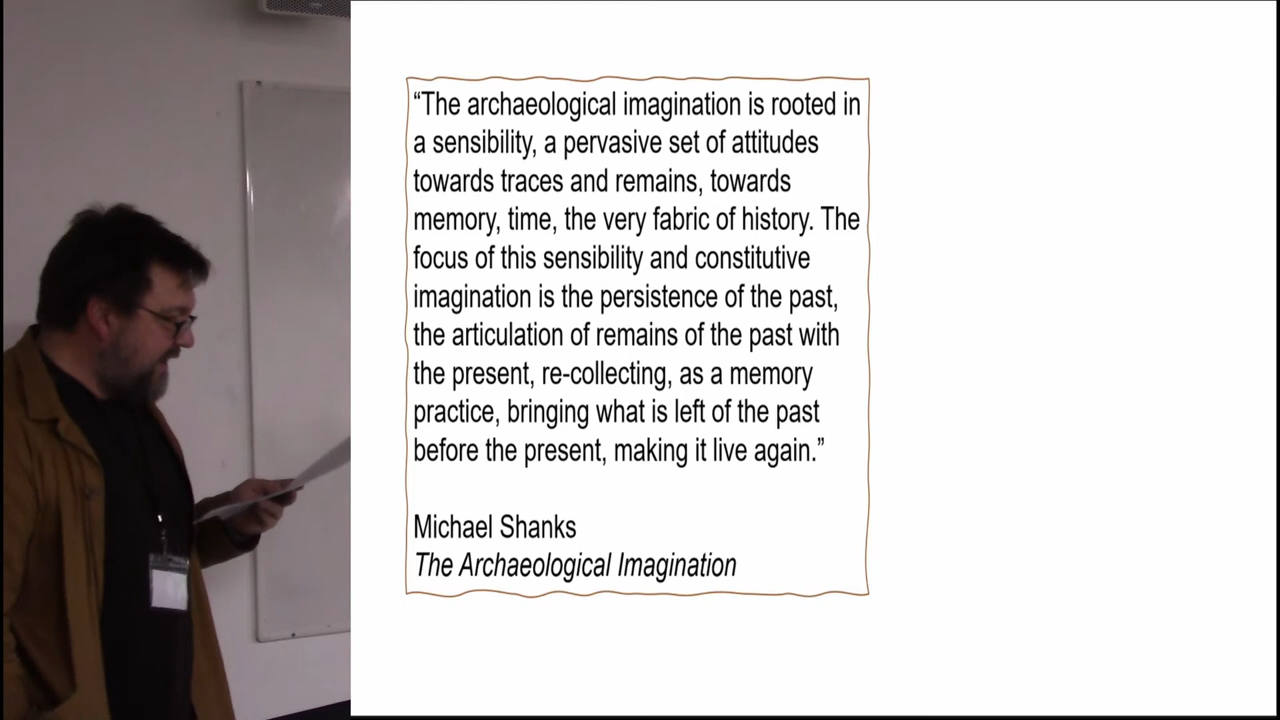 “The archaeological imagination is rooted in
a sensibility, a pervasive set of attitudes
towards traces and remains, towards
memory, time, the very fabric of history. The
focus of this sensibility and constitutive
imagination is the persistence of the past,
the articulation of remains of the past with
the present, re-collecting, as a memory
practice, bringing what is left of the past
before the present, making it live again.”
Michael Shanks
The Archaeological Imagination